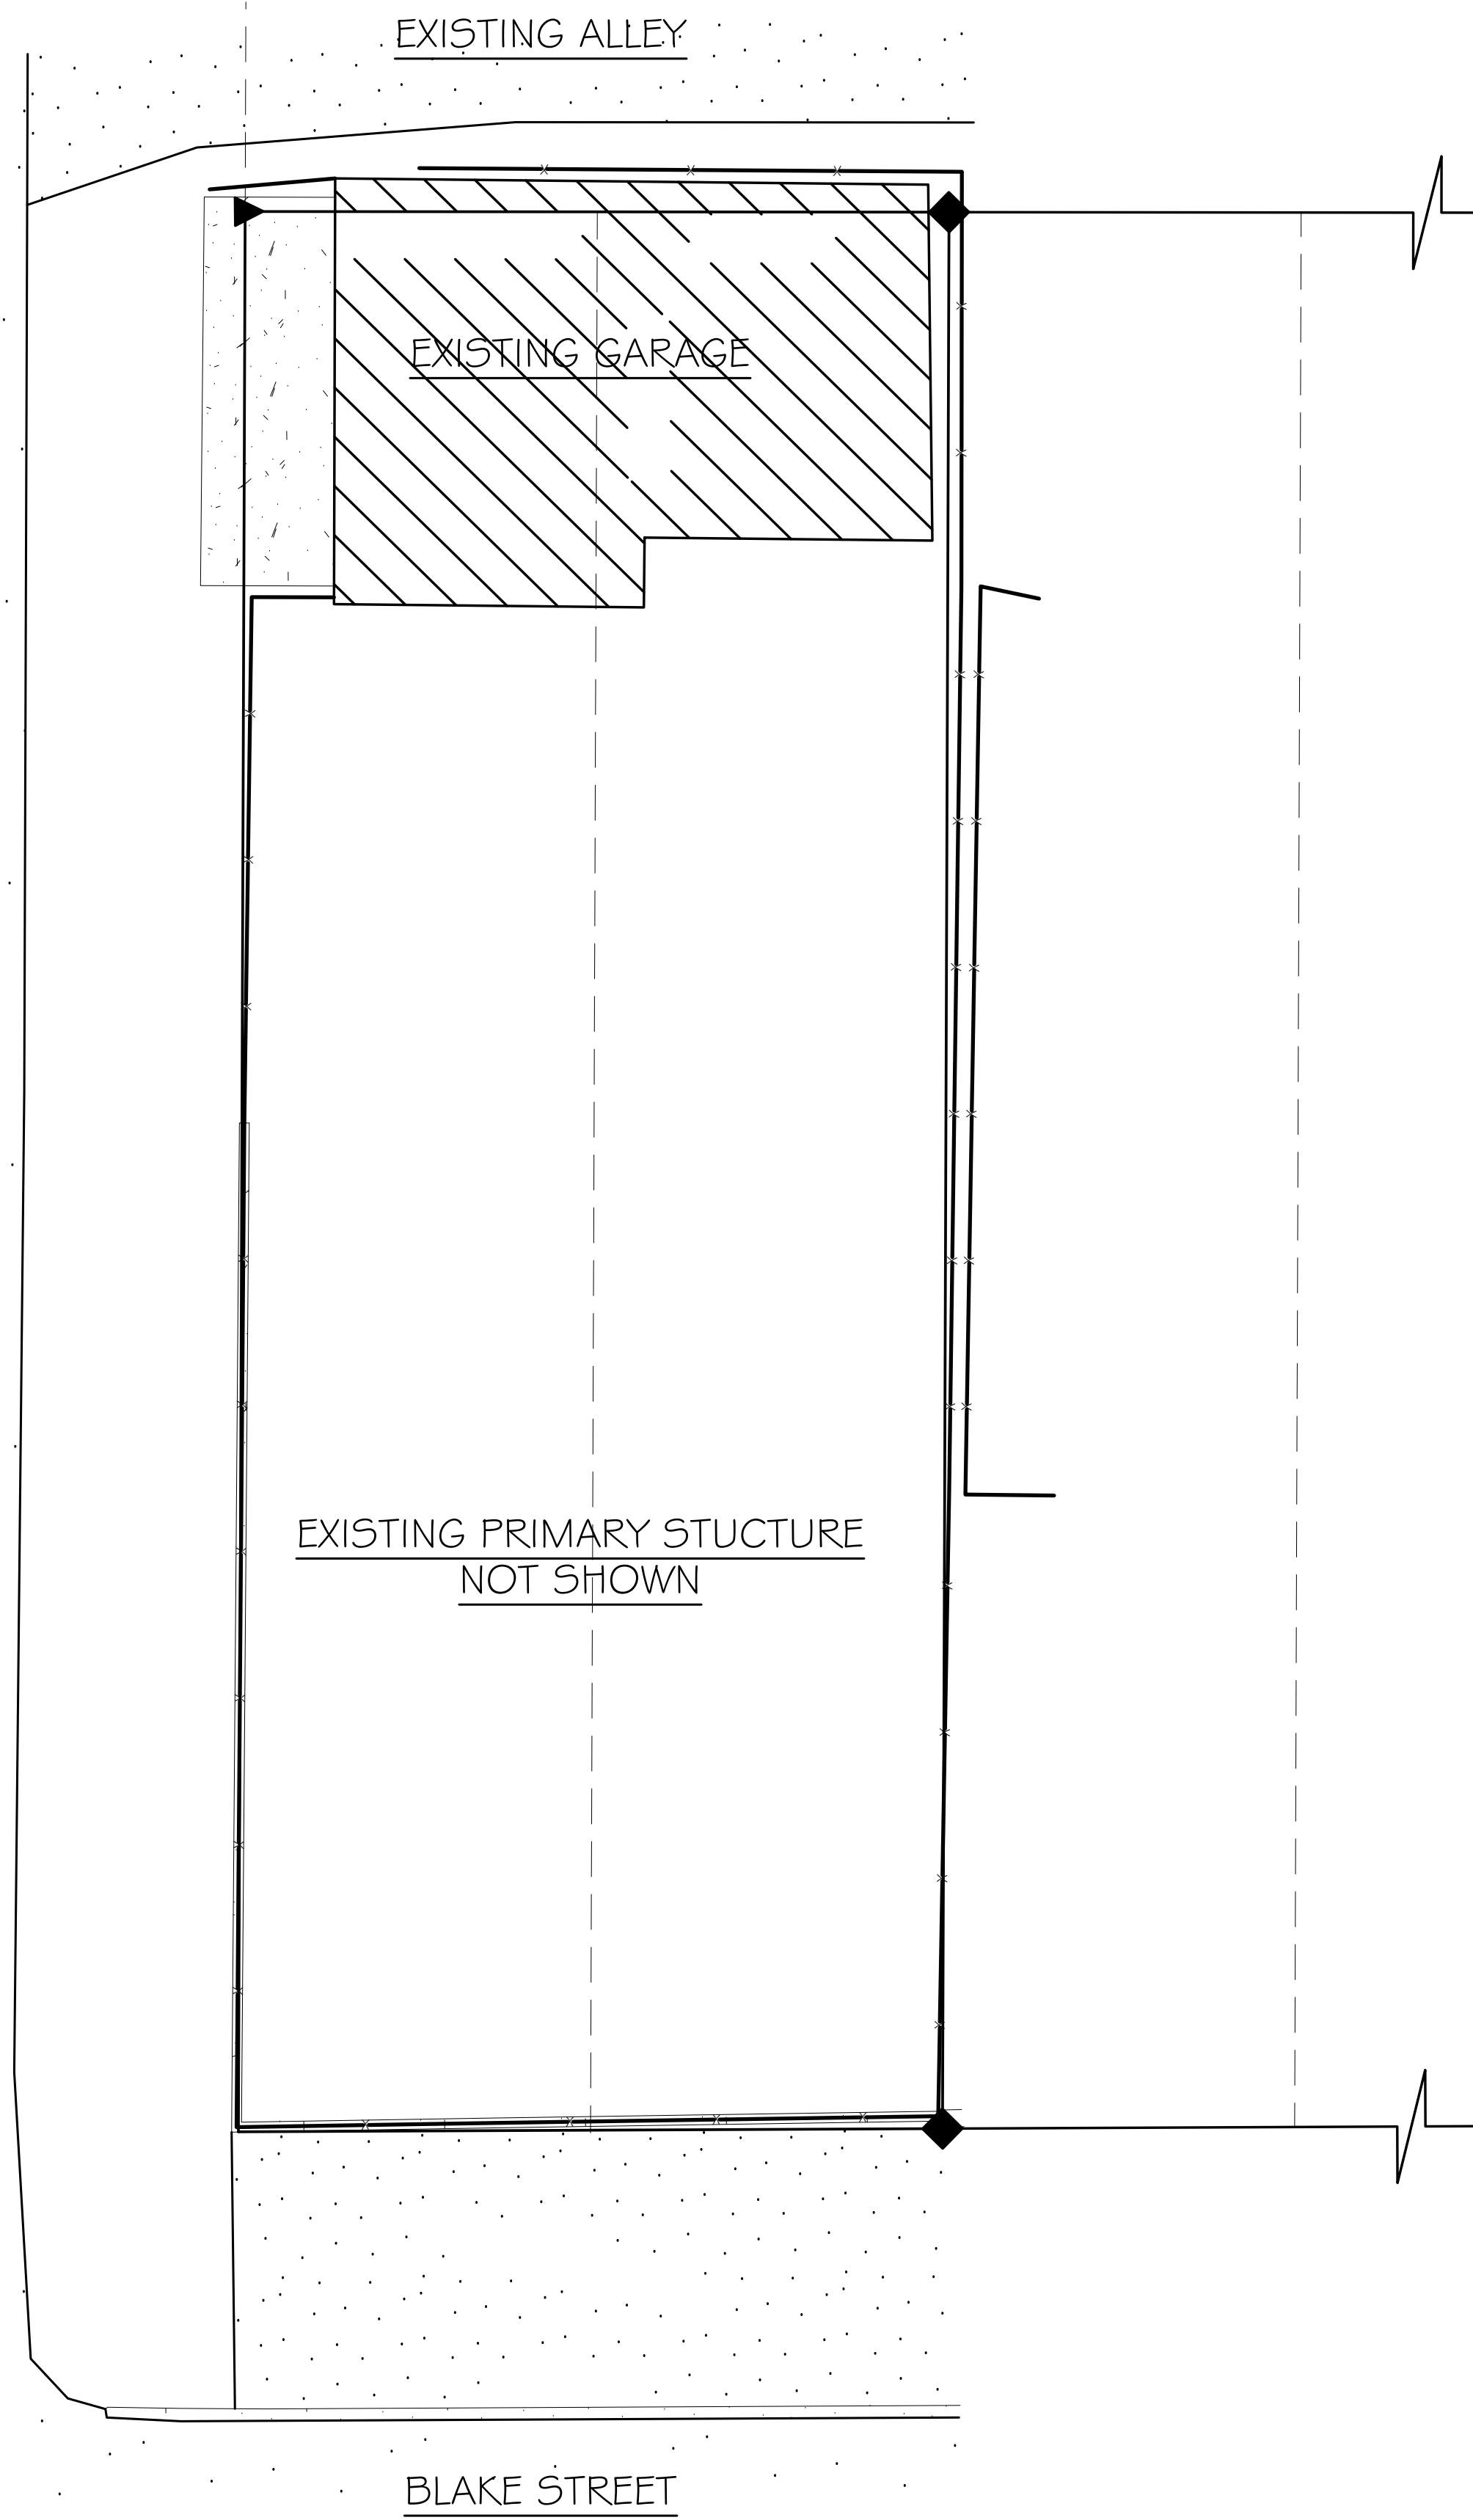 EXISTING ALLEY
EXISTING GARAGE
EXISTING PRIMARY STUCTURE
NOT SHOWN
BLAKE STREET